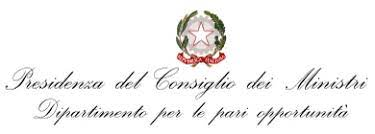 Presidenza del Consiglio dei Ministri
Dipartimento per le pari opportunità